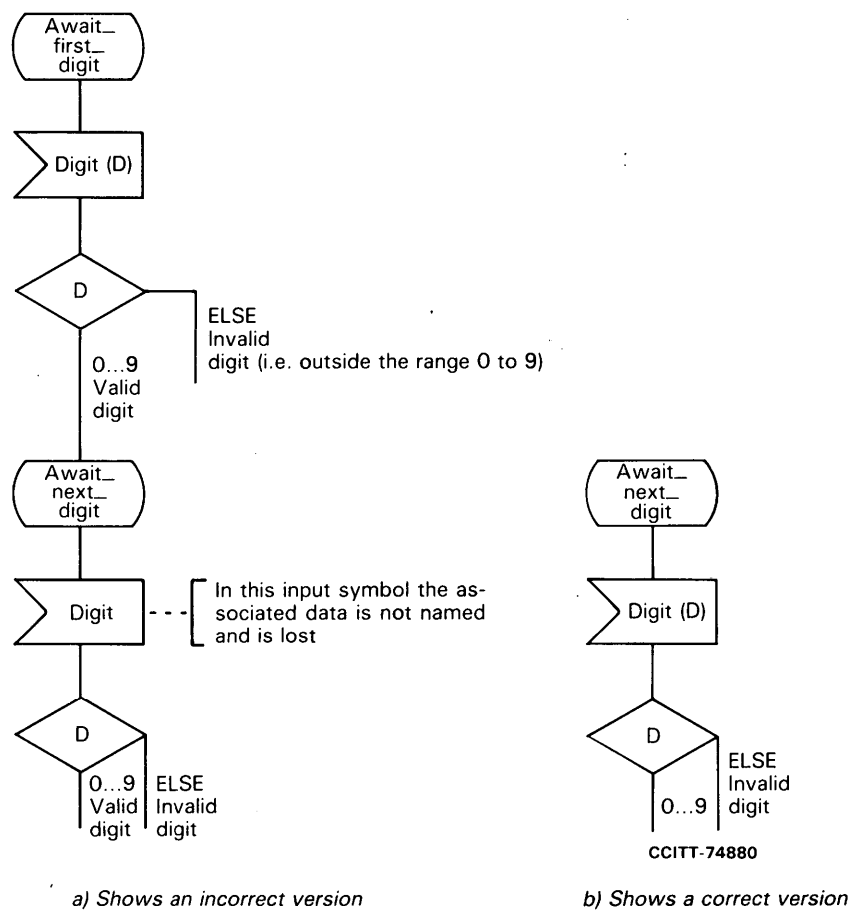 Await_
first_
digit
Digit (D)
D
ELSE
Invalid
digit (i.e. outside the range 0 to 9)
0...9
Valid
digit
Await_
next_
digit
Digit
In this input symbol the as-
sociated data is not named
and is lost
D
0...9
Valid
digit
ELSE
Invalid
digit
a) Shows an incorrect version
Await_
next_
digit
Digit (D)
D
ELSE
Invalid
digit
0...9
CCITT-74880
b) Shows a correct version